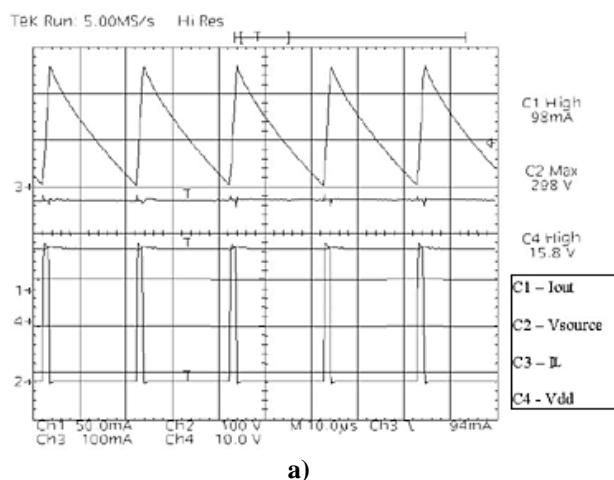 Tek Run: 5.00MS/s Hi Res
T
C1 High
98mA
C2 Max
298 V
C4 High
15.8 V
3
T
T
1
4
2
T
C1 – Iout
C2 – Vsource
C3 – IL
C4 - Vdd
Ch1 50.0mA Ch2 100 V M 10.0µs Ch3 94mA
Ch3 100mA Ch4 10.0 V
a)